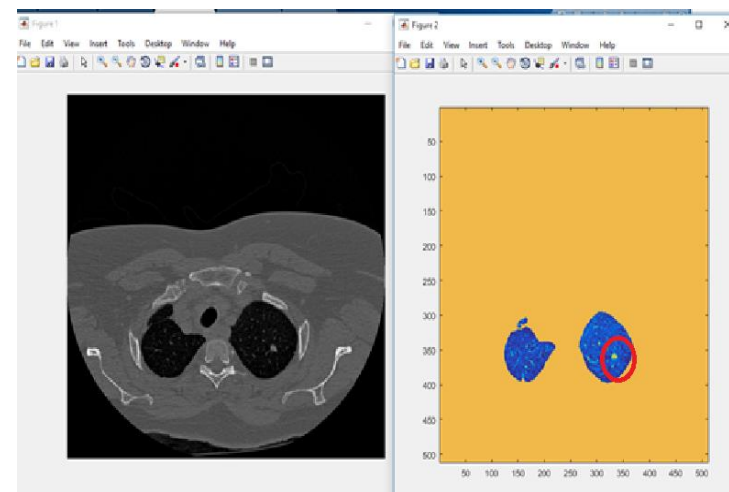 Figure 1
File Edit View Insert Tools Desktop Window Help
Figure 2
File Edit View Insert Tools Desktop Window Help
50
100
150
200
250
300
350
400
450
500
50 100 150 200 250 300 350 400 450 500